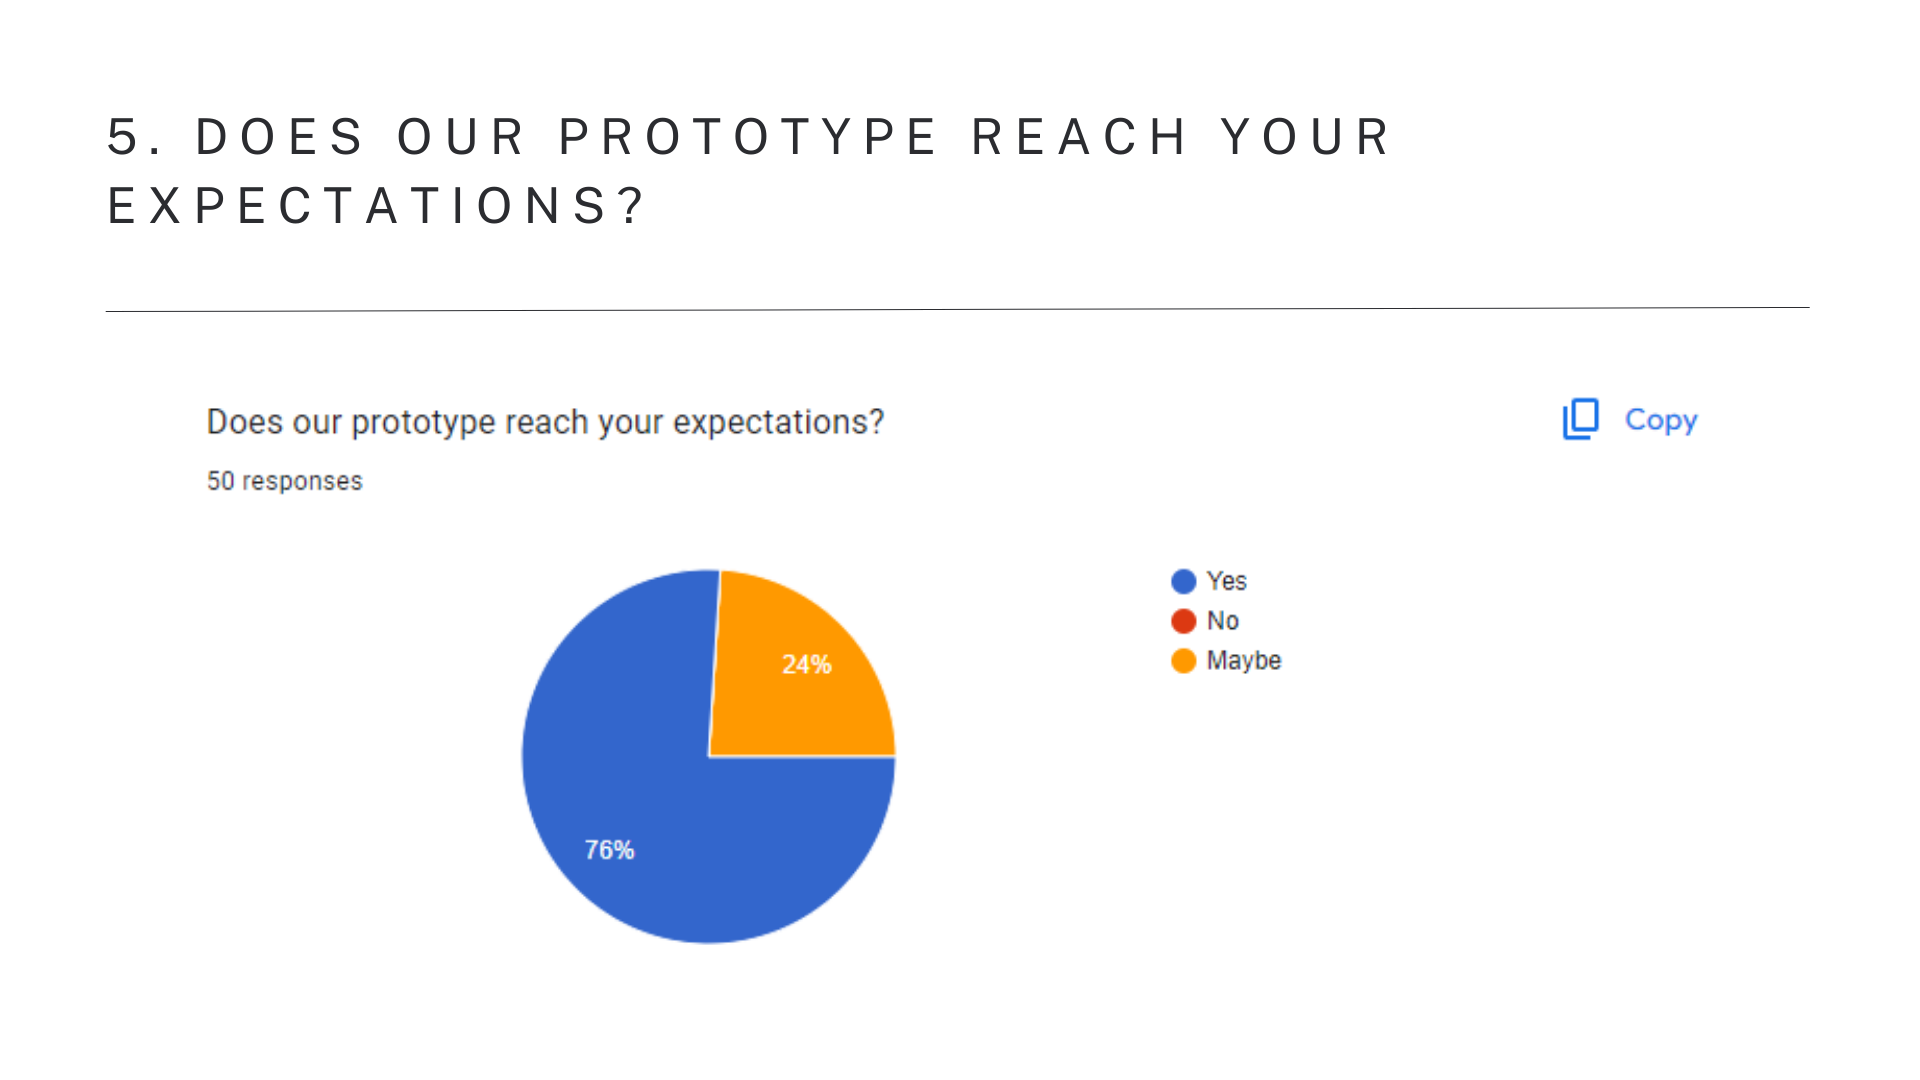 5. DOES OUR PROTOTYPE REACH YOUR
EXPECTATIONS?
Does our prototype reach your expectations?
Copy
50 responses
Yes
No
Maybe
24%
76%